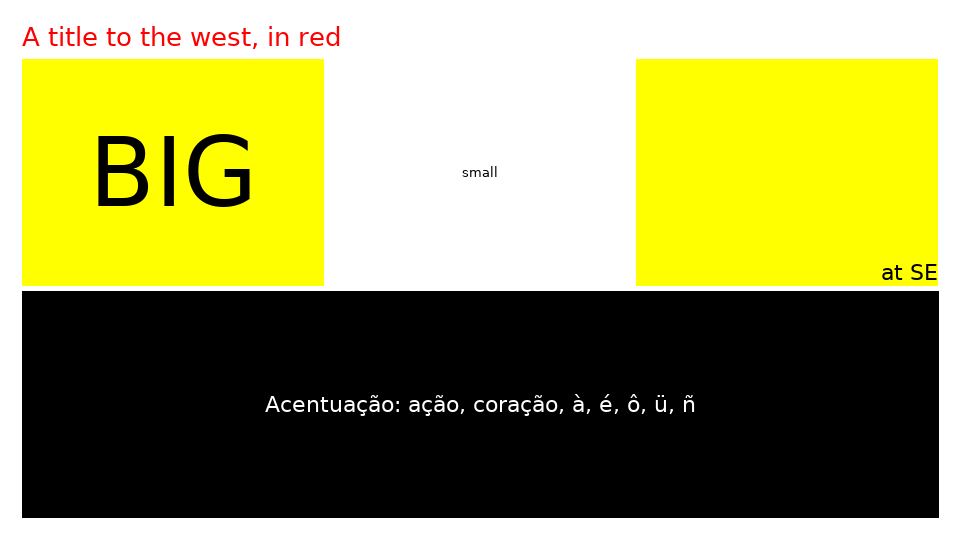 A title to the west, in red
BIG
small
at SE
Acentuação: ação, coração, à, é, ô, ü, ñ